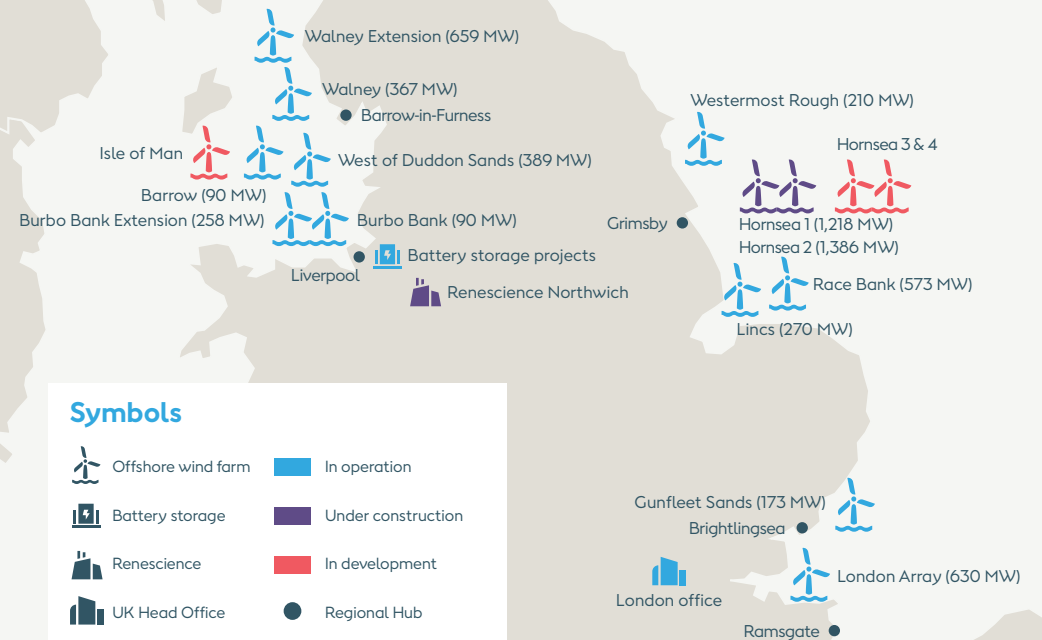 Walney Extension (659 MW)
Walney (367 MW)
Westermost Rough (210 MW)
Barrow-in-Furness
Hornsea 3 & 4
Isle of Man
West of Duddon Sands (389 MW)
Barrow (90 MW)
Burbo Bank Extension (258 MW)
Burbo Bank (90 MW)
Grimsby
Hornsea 1 (1,218 MW)
Hornsea 2 (1,386 MW)
Battery storage projects
Liverpool
Race Bank (573 MW)
Renescience Northwich
Lincs (270 MW)
Symbols
Offshore wind farm
In operation
Battery storage
Under construction
Renescience
In development
UK Head Office
Regional Hub
Gunfleet Sands (173 MW)
Brightlingsea
London Array (630 MW)
London office
Ramsgate